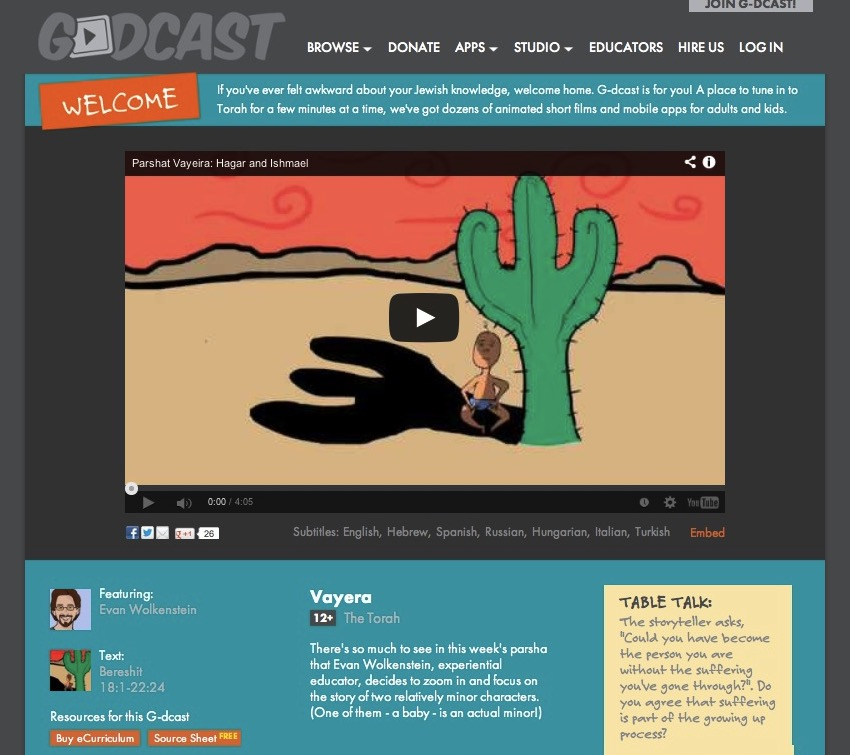 JOIN G-DCAST!
G-DCAST
BROWSE DONATE APPS STUDIO EDUCATORS HIRE US LOG IN
WELCOME
If you've ever felt awkward about your Jewish knowledge, welcome home. G-dcast is for you! A place to tune in to
Torah for a few minutes at a time, we've got dozens of animated short films and mobile apps for adults and kids.
Parshat Vayeira: Hagar and Ishmael
0:00 / 4:05
YouTube
g +1 26
Subtitles: English, Hebrew, Spanish, Russian, Hungarian, Italian, Turkish Embed
Featuring:
Evan Wolkenstein
Text:
Bereshit
18:1-22:24
Resources for this G-dcast
Buy eCurriculum Source Sheet FREE
Vayera
12+ The Torah
There's so much to see in this week's parsha
that Evan Wolkenstein, experiential
educator, decides to zoom in and focus on
the story of two relatively minor characters.
(One of them - a baby - is an actual minor!)
TABLE TALK:
The storyteller asks,
"Could you have become
the person you are
without the suffering
you've gone through?". Do
you agree that suffering
is part of the growing up
process?